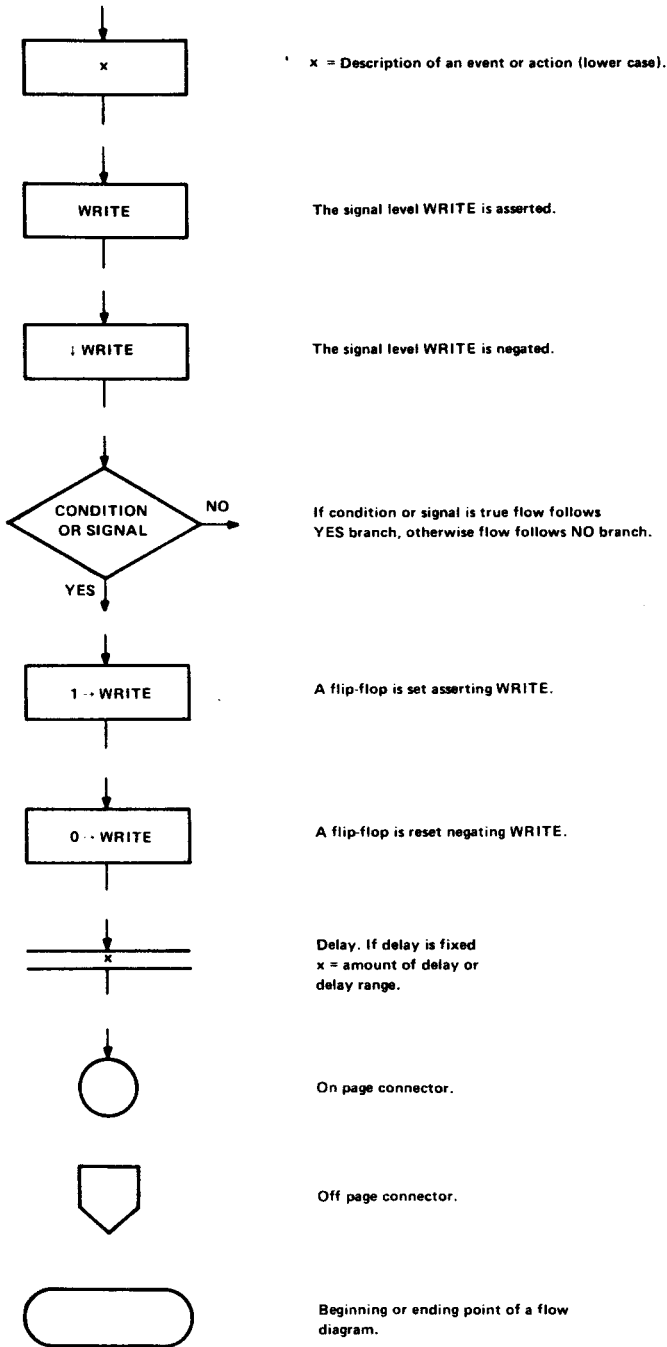 x
x = Description of an event or action (lower case).
WRITE
The signal level WRITE is asserted.
↓ WRITE
The signal level WRITE is negated.
CONDITION
OR SIGNAL
NO
YES
If condition or signal is true flow follows
YES branch, otherwise flow follows NO branch.
1 → WRITE
A flip-flop is set asserting WRITE.
0 → WRITE
A flip-flop is reset negating WRITE.
x
Delay. If delay is fixed
x = amount of delay or
delay range.
On page connector.
Off page connector.
Beginning or ending point of a flow
diagram.